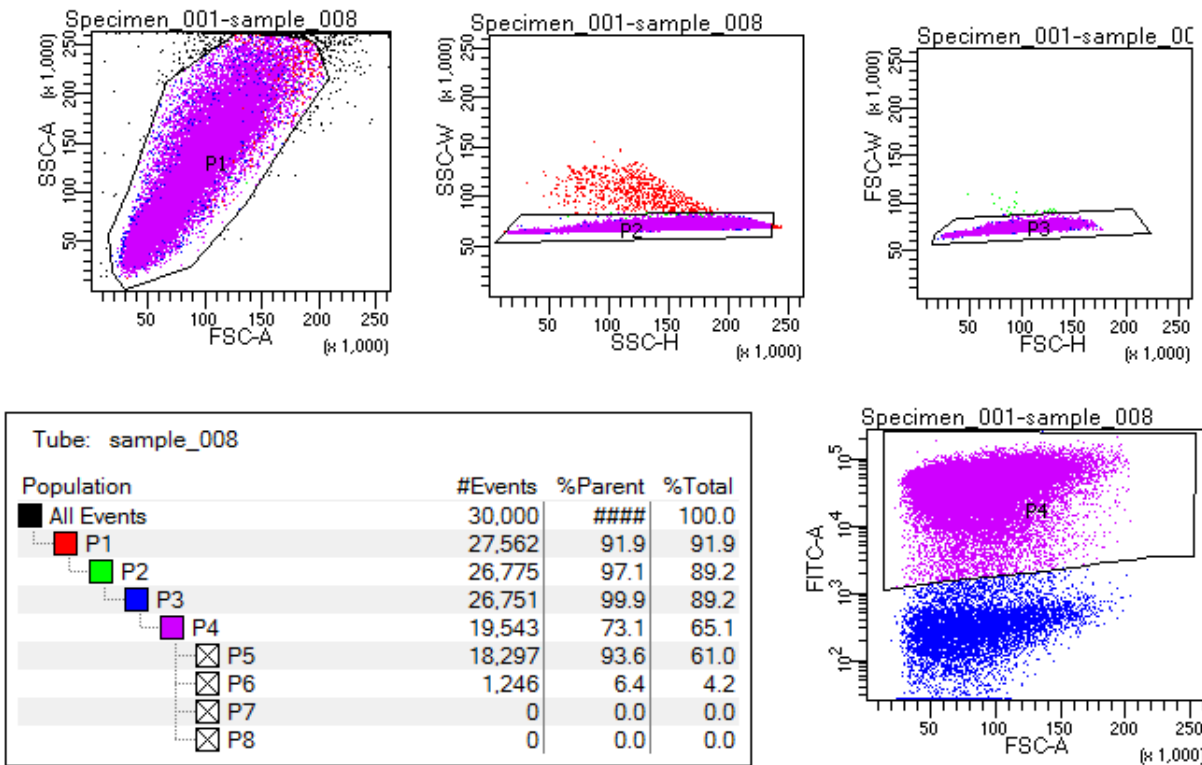 Specimen_001-sample_008
SSC-A (x 1,000)
250
200
150
100
50
P1
50 100 150 200 250
FSC-A
(x 1,000)
Specimen_001-sample_008
SSC-W (x 1,000)
250
200
150
100
50
P2
50 100 150 200 250
SSC-H
(x 1,000)
Specimen_001-sample_00
FSC-W (x 1,000)
250
200
150
100
50
P3
50 100 150 200 250
FSC-H
(x 1,000)
Tube: sample_008
Population #Events %Parent %Total
All Events 30,000 #### 100.0
P1 27,562 91.9 91.9
P2 26,775 97.1 89.2
P3 26,751 99.9 89.2
P4 19,543 73.1 65.1
P5 18,297 93.6 61.0
P6 1,246 6.4 4.2
P7 0 0.0 0.0
P8 0 0.0 0.0
Specimen_001-sample_008
FITC-A
10^5
10^4
10^3
10^2
P4
50 100 150 200 250
FSC-A
(x 1,000)